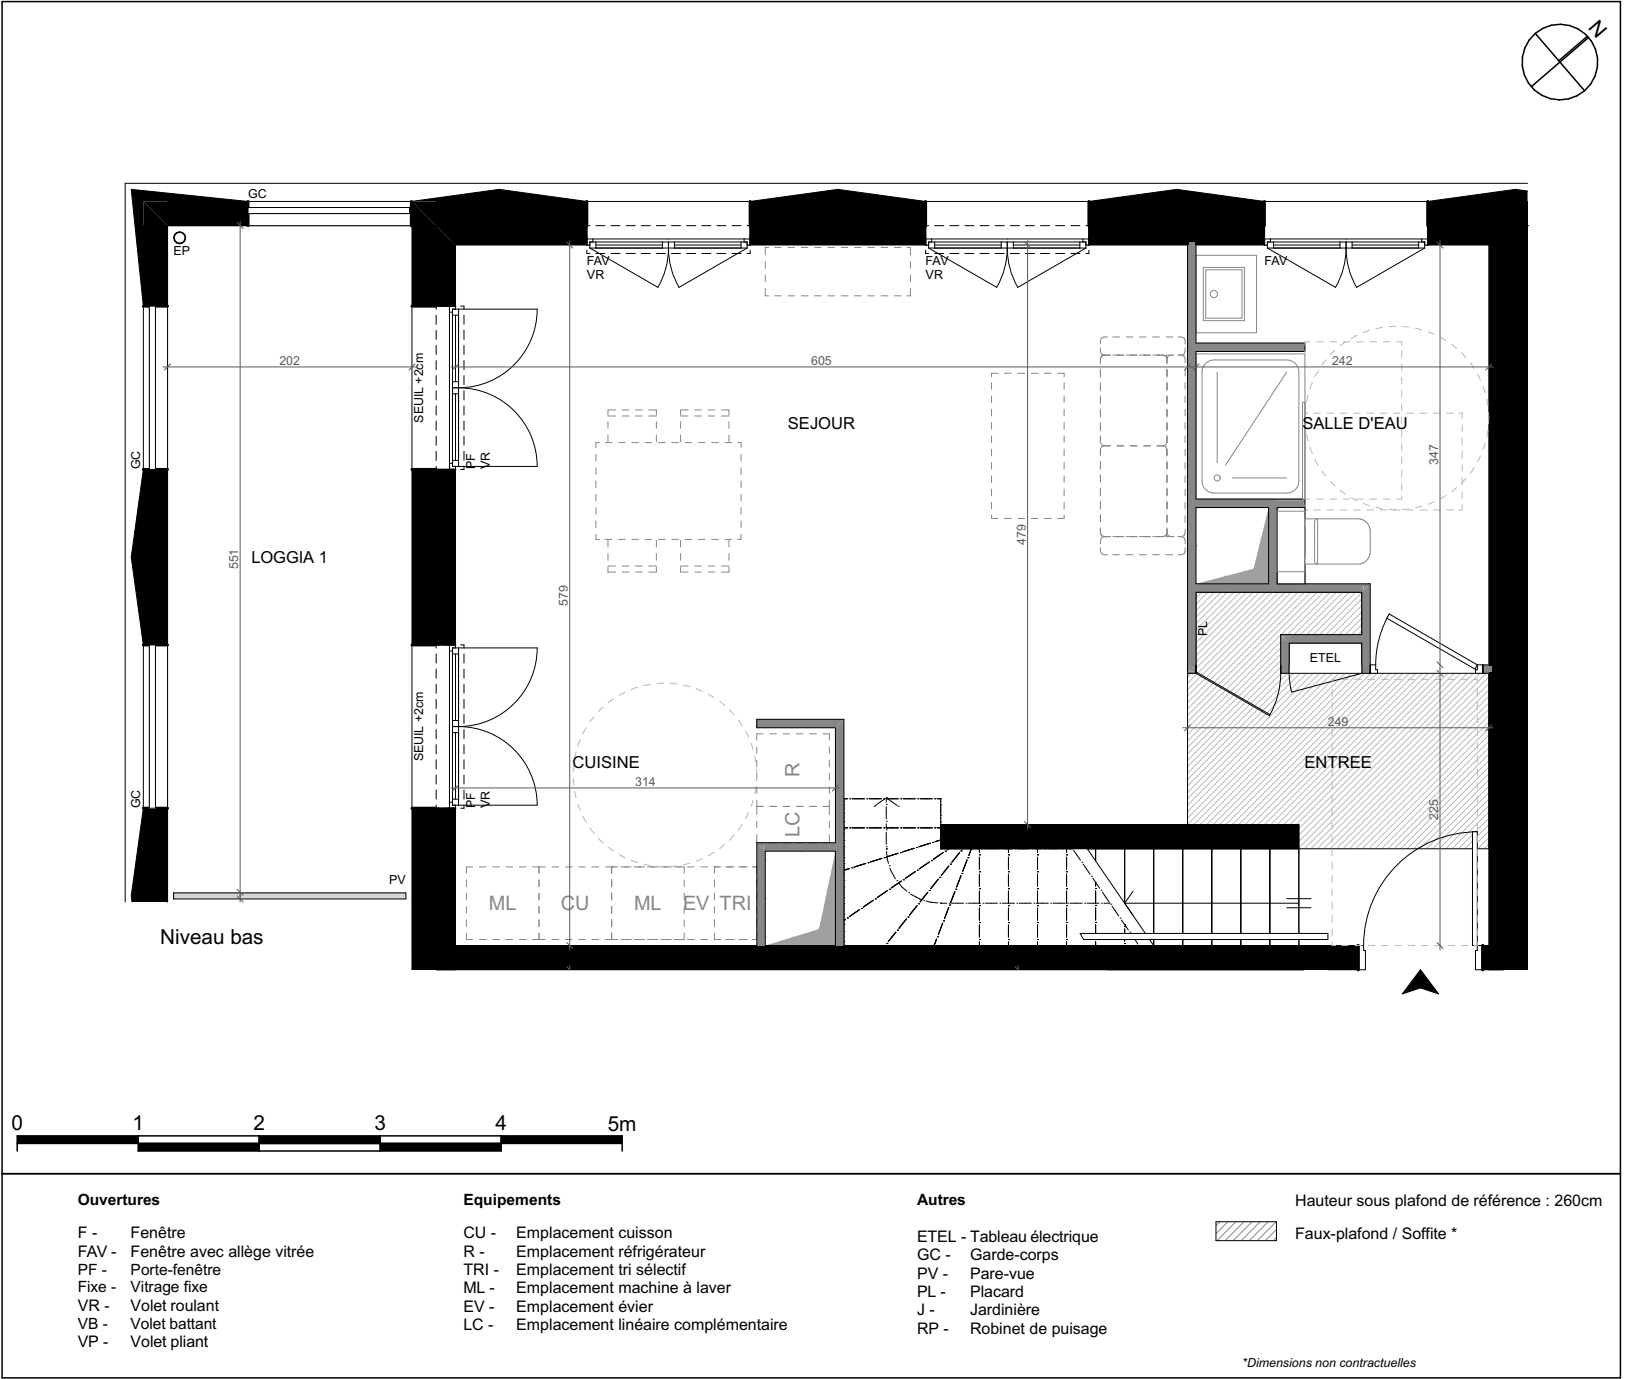 N
GC
EP
FAV
VR
FAV
VR
FAV
202
SEUIL +2cm
605
242
SEJOUR
SALLE D'EAU
GC
PF
VR
347
479
551
LOGGIA 1
579
PL
ETEL
SEUIL +2cm
249
CUISINE
R
ENTREE
314
GC
PF
VR
LC
225
PV
ML
CU
ML
EV
TRI
Niveau bas
0 1 2 3 4 5m
Ouvertures
F - Fenêtre
FAV - Fenêtre avec allège vitrée
PF - Porte-fenêtre
Fixe - Vitrage fixe
VR - Volet roulant
VB - Volet battant
VP - Volet pliant
Equipements
CU - Emplacement cuisson
R - Emplacement réfrigérateur
TRI - Emplacement tri sélectif
ML - Emplacement machine à laver
EV - Emplacement évier
LC - Emplacement linéaire complémentaire
Autres
ETEL - Tableau électrique
GC - Garde-corps
PV - Pare-vue
PL - Placard
J - Jardinière
RP - Robinet de puisage
Hauteur sous plafond de référence : 260cm
Faux-plafond / Soffite *
*Dimensions non contractuelles